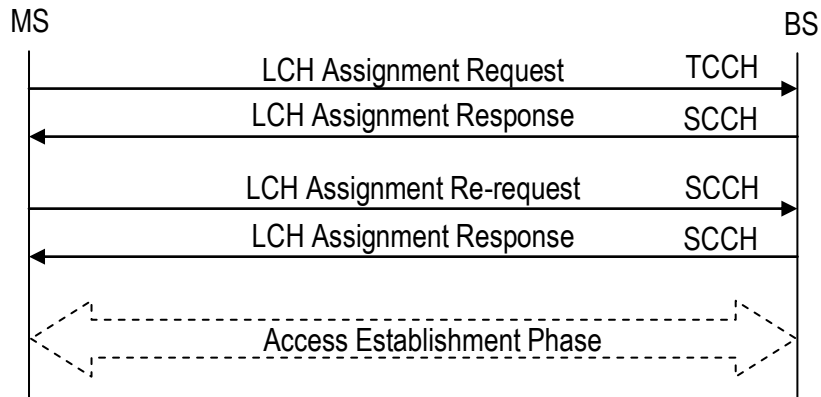 MS BS
LCH Assignment Request TCCH
LCH Assignment Response SCCH
LCH Assignment Re-request SCCH
LCH Assignment Response SCCH
Access Establishment Phase